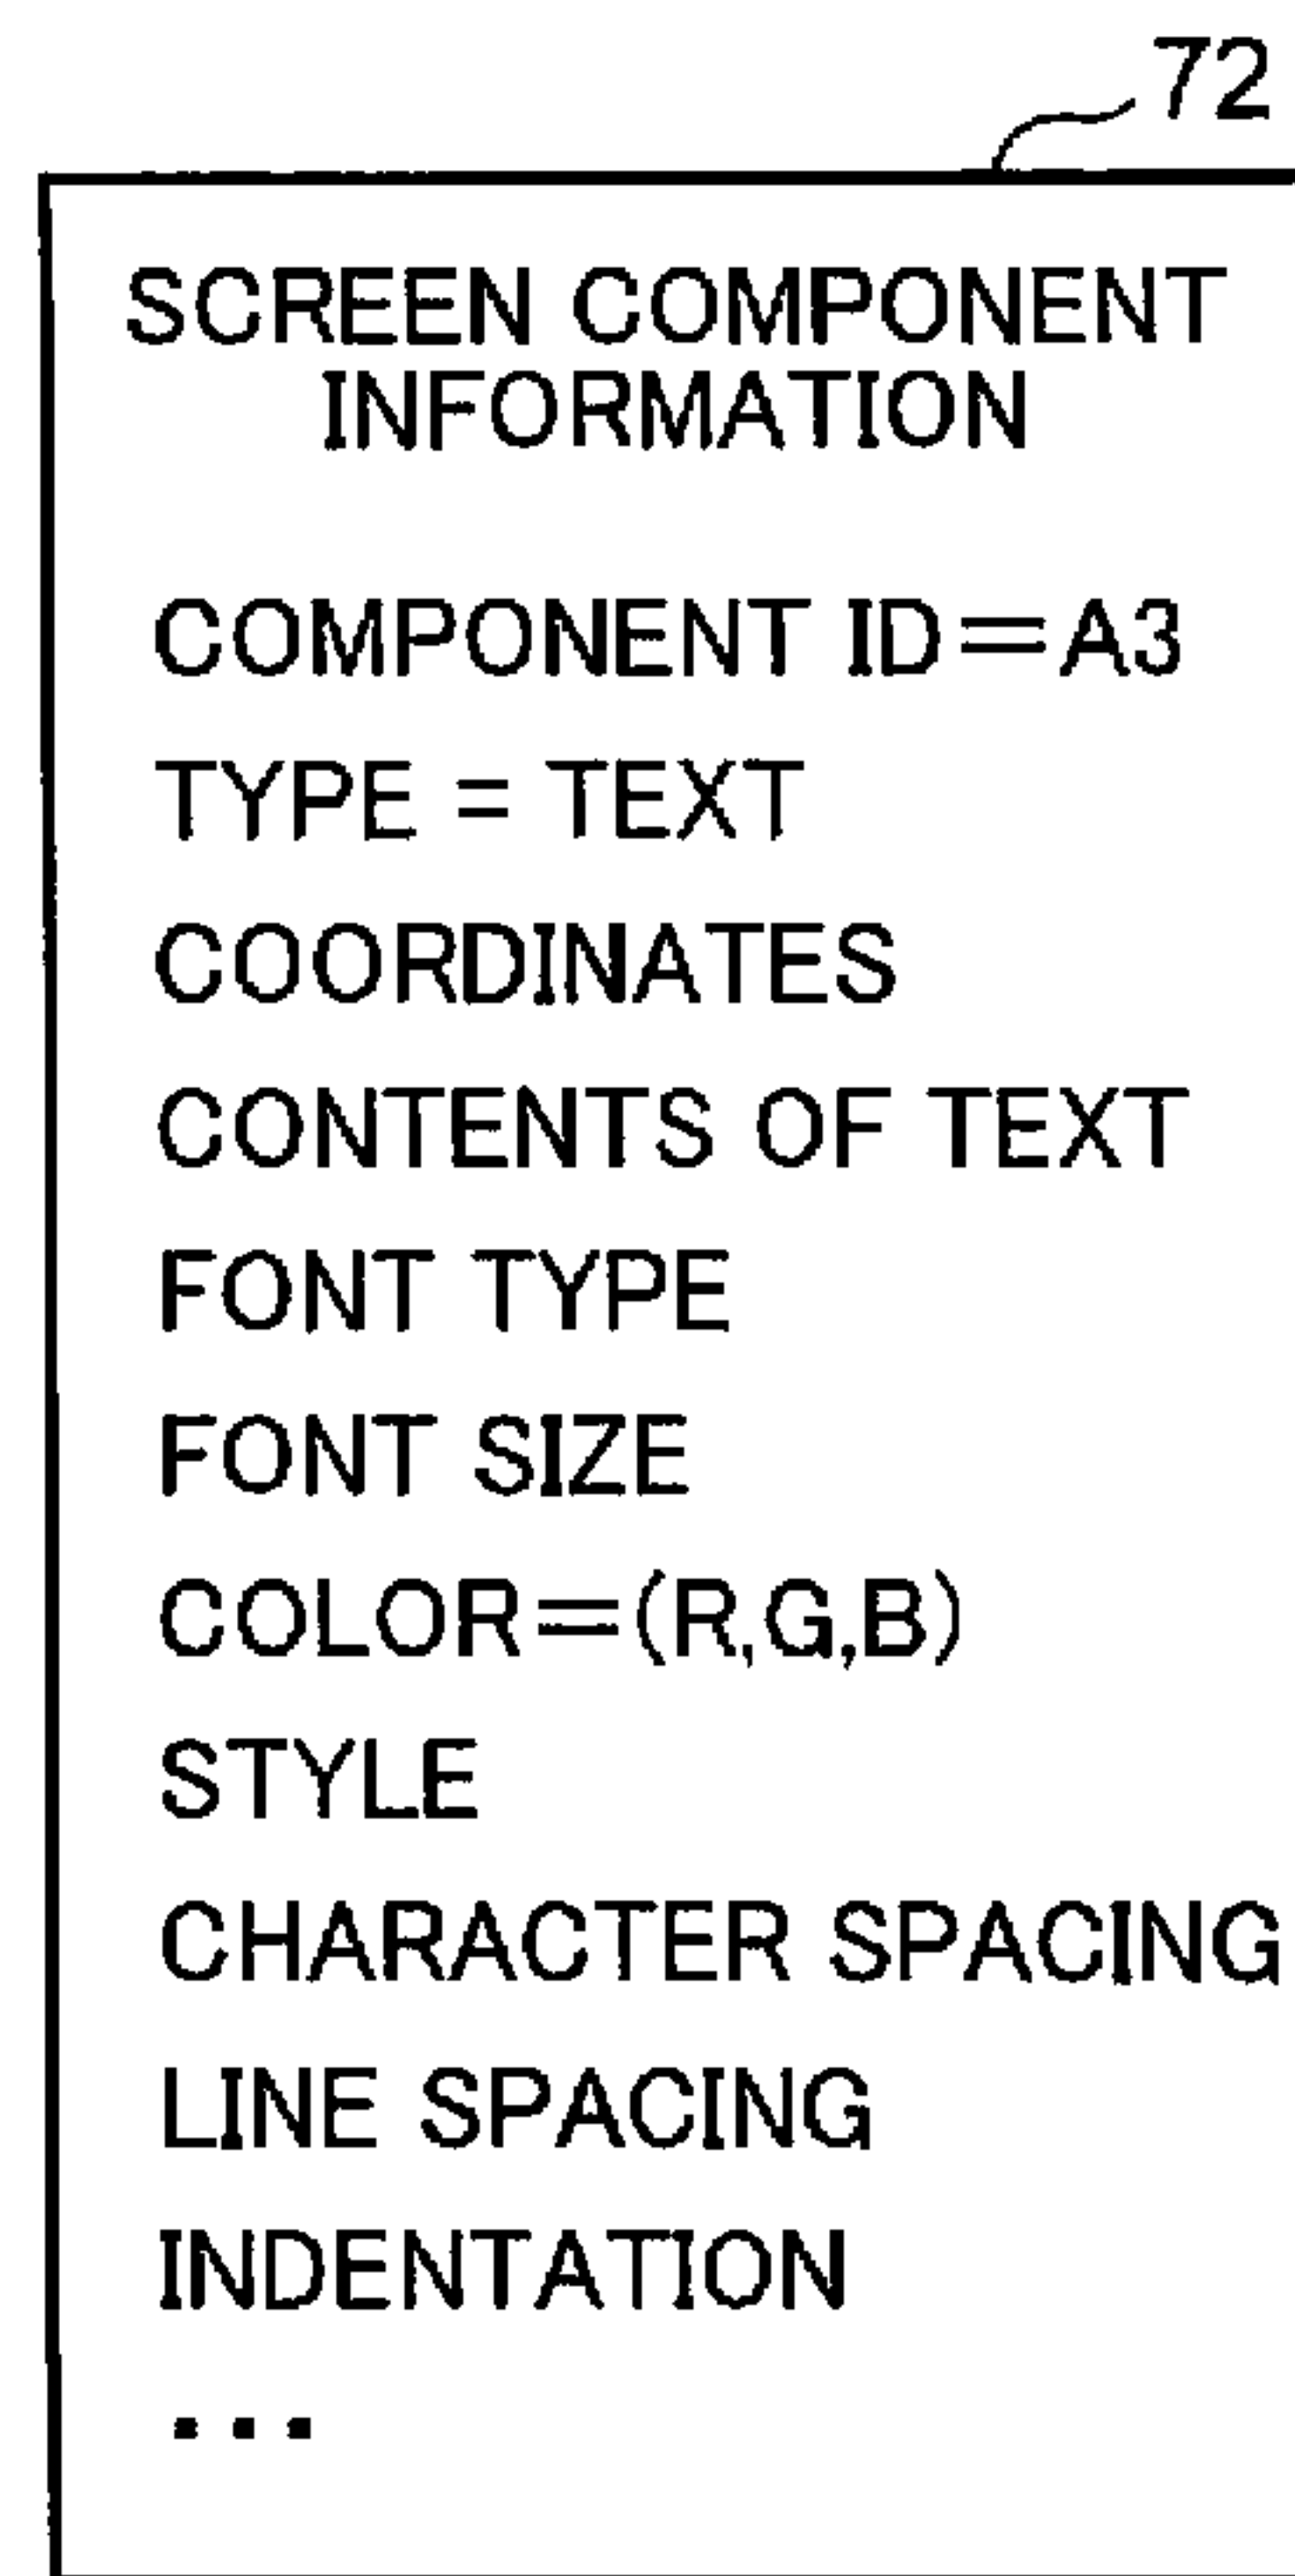 72
SCREEN COMPONENT
INFORMATION
COMPONENT ID=A3
TYPE = TEXT
COORDINATES
CONTENTS OF TEXT
FONT TYPE
FONT SIZE
COLOR=(R,G,B)
STYLE
CHARACTER SPACING
LINE SPACING
INDENTATION
...